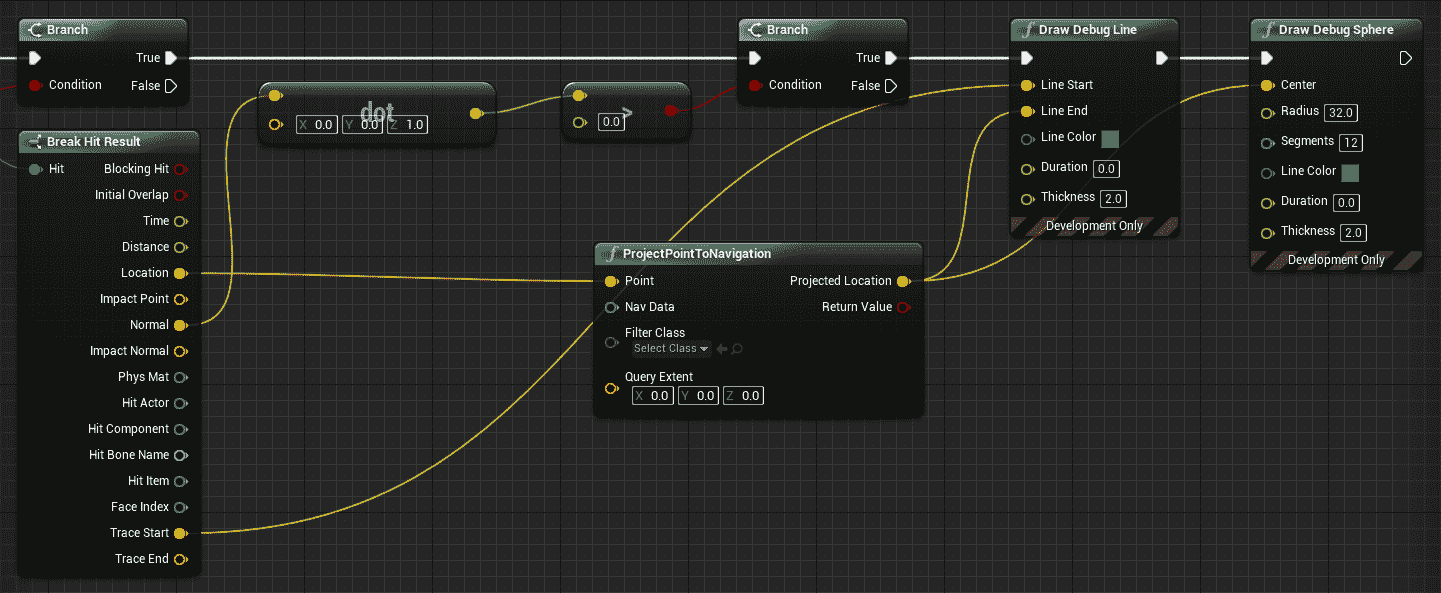 Branch
True
Condition
False
Break Hit Result
Hit
Blocking Hit
Initial Overlap
Time
Distance
Location
Impact Point
Normal
Impact Normal
Phys Mat
Hit Actor
Hit Component
Hit Bone Name
Hit Item
Face Index
Trace Start
Trace End
dot
X 0.0 Y 0.0 Z 1.0
>
0.0
Branch
True
Condition
False
ProjectPointToNavigation
Point
Projected Location
Nav Data
Return Value
Filter Class
Select Class
Query Extent
X 0.0 Y 0.0 Z 0.0
Draw Debug Line
Line Start
Line End
Line Color
Duration 0.0
Thickness 2.0
Development Only
Draw Debug Sphere
Center
Radius 32.0
Segments 12
Line Color
Duration 0.0
Thickness 2.0
Development Only